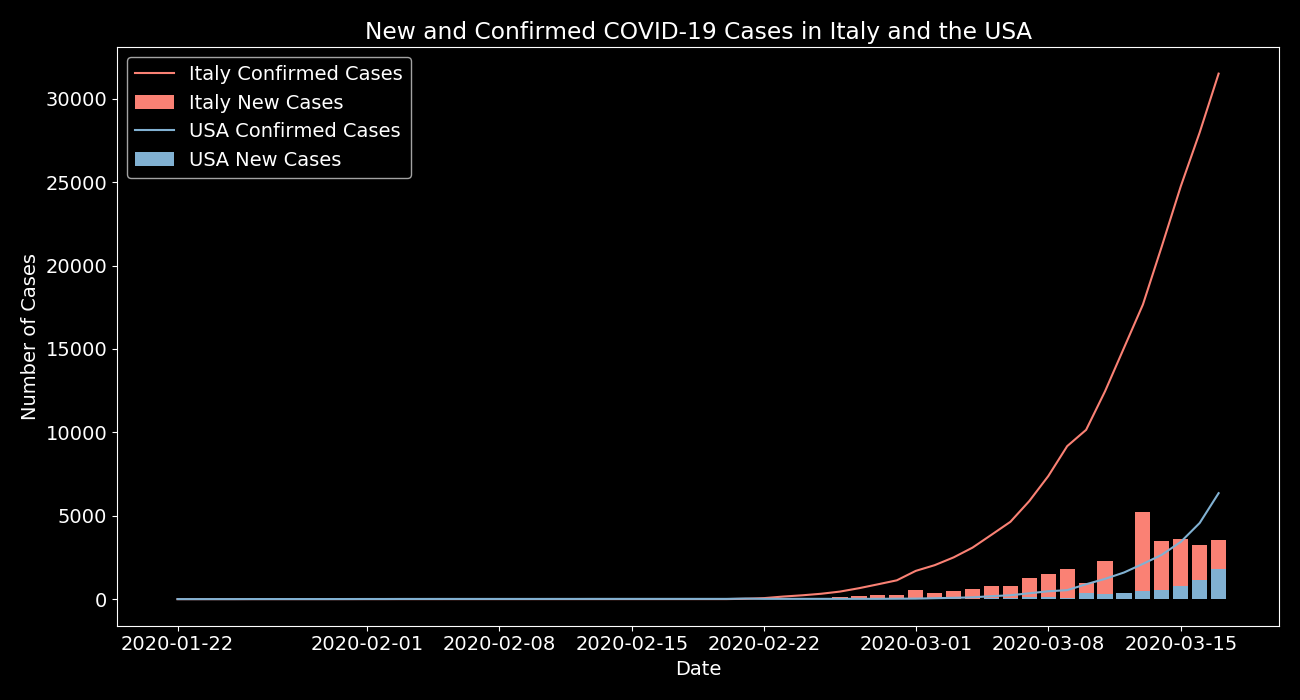 New and Confirmed COVID-19 Cases in Italy and the USA
Italy Confirmed Cases
Italy New Cases
USA Confirmed Cases
USA New Cases
30000
25000
20000
15000
10000
5000
0
Number of Cases
2020-01-22 2020-02-01 2020-02-08 2020-02-15 2020-02-22 2020-03-01 2020-03-08 2020-03-15
Date